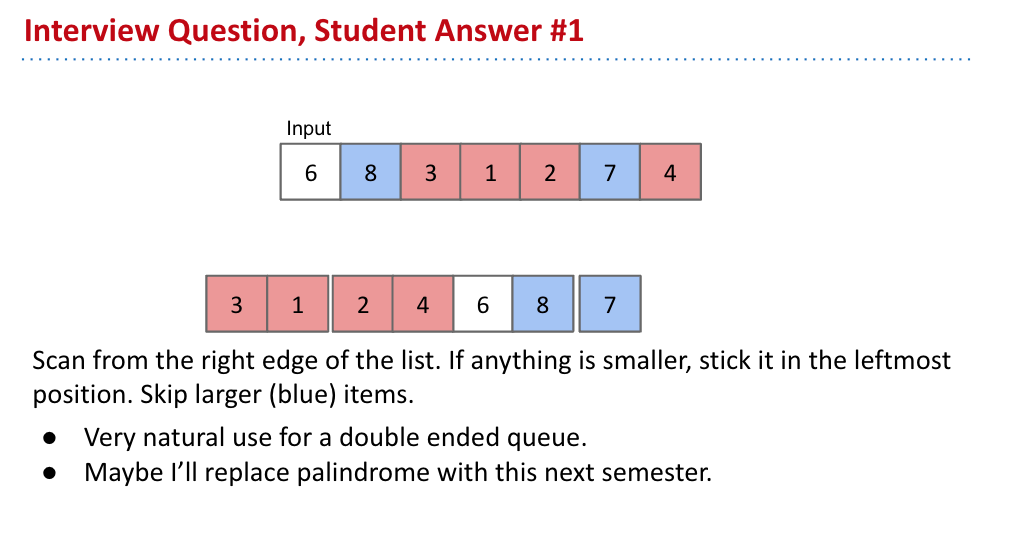 Interview Question, Student Answer #1
Input
6 8 3 1 2 7 4
3 1 2 4 6 8 7
Scan from the right edge of the list. If anything is smaller, stick it in the leftmost
position. Skip larger (blue) items.
● Very natural use for a double ended queue.
● Maybe I’ll replace palindrome with this next semester.